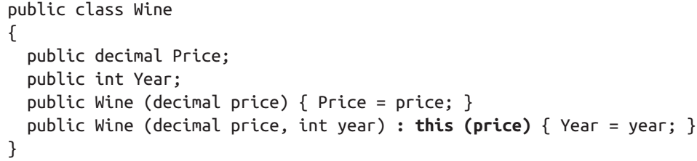 public class Wine
{
  public decimal Price;
  public int Year;
  public Wine (decimal price) { Price = price; }
  public Wine (decimal price, int year) : this (price) { Year = year; }
}